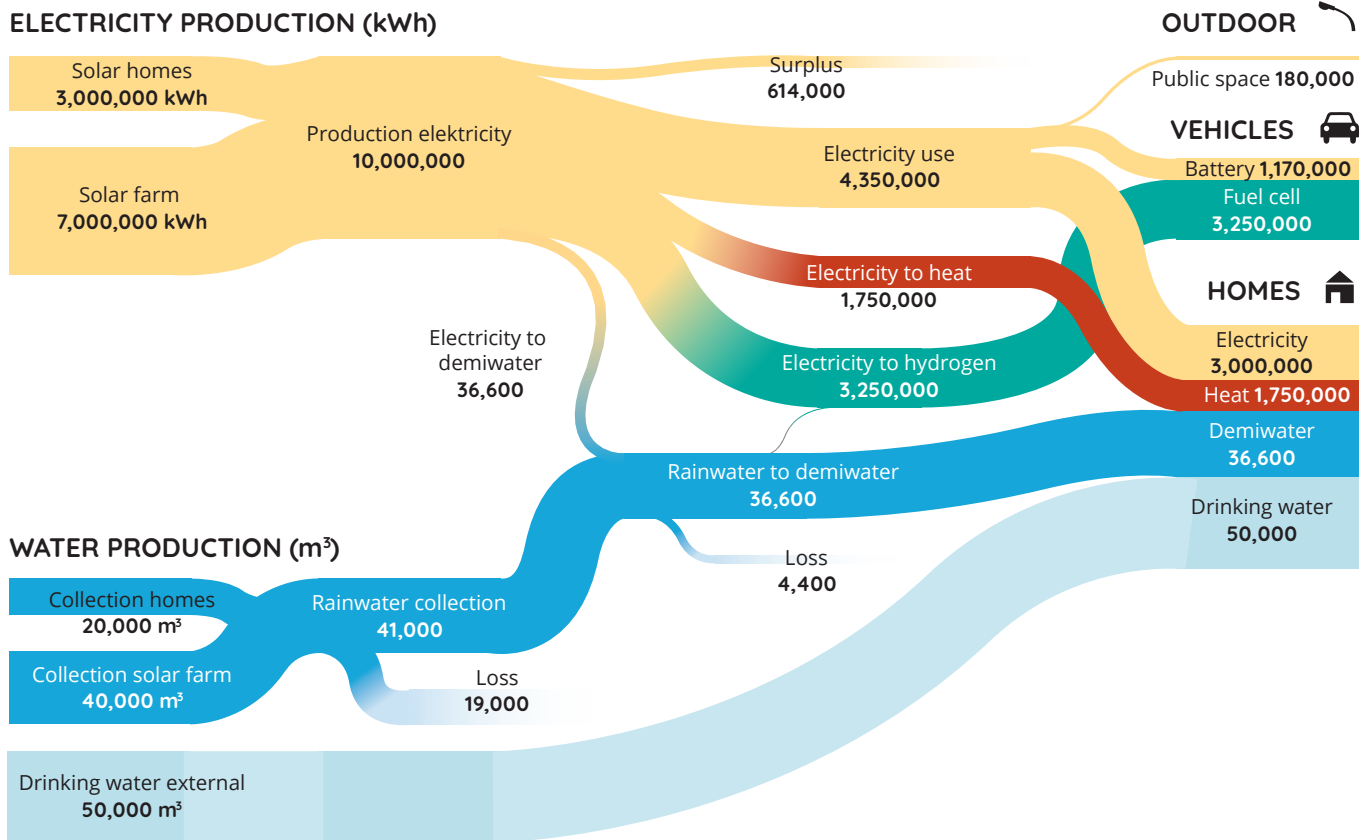 ELECTRICITY PRODUCTION (kWh)
Solar homes
3,000,000 kWh
Solar farm
7,000,000 kWh
Production elektricity
10,000,000
Surplus
614,000
Electricity use
4,350,000
Electricity to heat
1,750,000
Electricity to
demiwater
36,600
Electricity to hydrogen
3,250,000
OUTDOOR
Public space 180,000
VEHICLES
Battery 1,170,000
Fuel cell
3,250,000
HOMES
Electricity
3,000,000
Heat 1,750,000
Demiwater
36,600
Drinking water
50,000
Rainwater to demiwater
36,600
Loss
4,400
WATER PRODUCTION (m³)
Collection homes
20,000 m³
Collection solar farm
40,000 m³
Rainwater collection
41,000
Loss
19,000
Drinking water external
50,000 m³